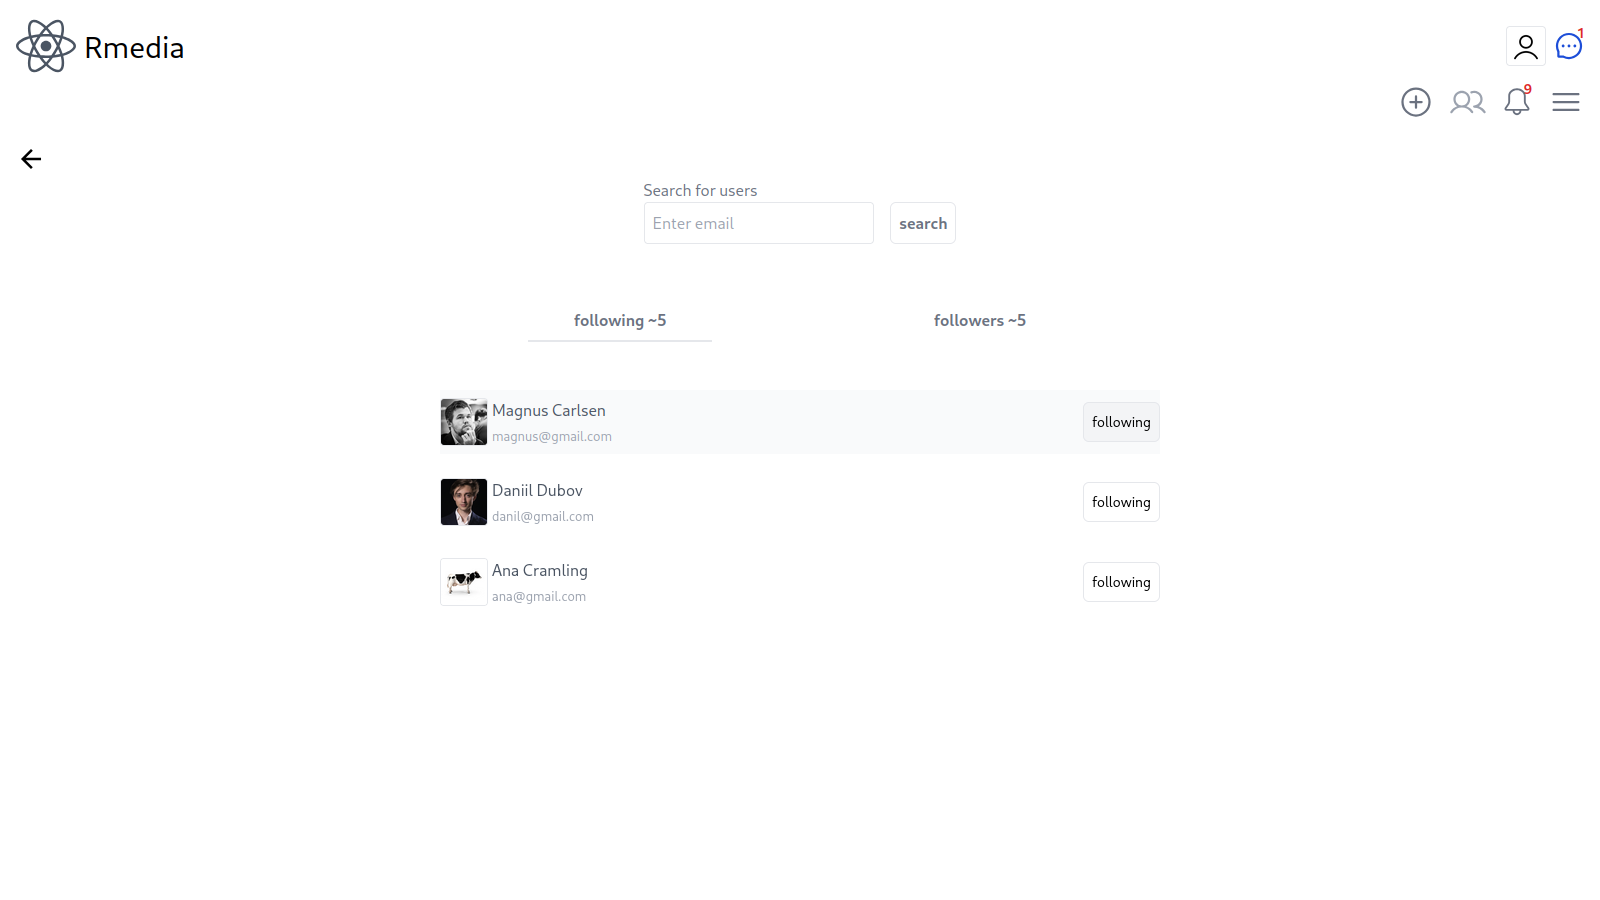 Rmedia
1
9
Search for users
Enter email
search
following ~5
followers ~5
Magnus Carlsen
magnus@gmail.com
following
Daniil Dubov
danil@gmail.com
following
Ana Cramling
ana@gmail.com
following